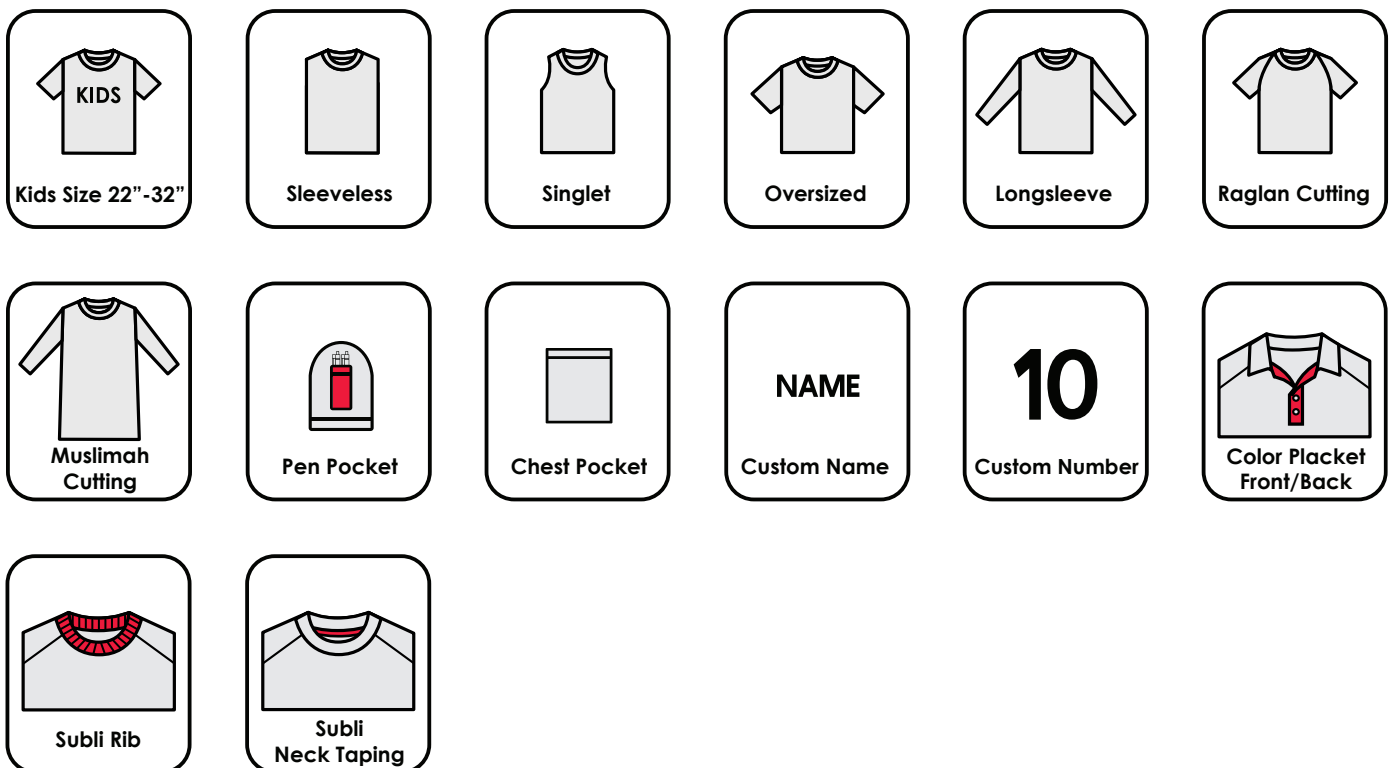 KIDS
Kids Size 22”-32”
Sleeveless
Singlet
Oversized
Longsleeve
Raglan Cutting
Muslimah
Cutting
Pen Pocket
Chest Pocket
NAME
Custom Name
10
Custom Number
Color Placket
Front/Back
Subli Rib
Subli
Neck Taping